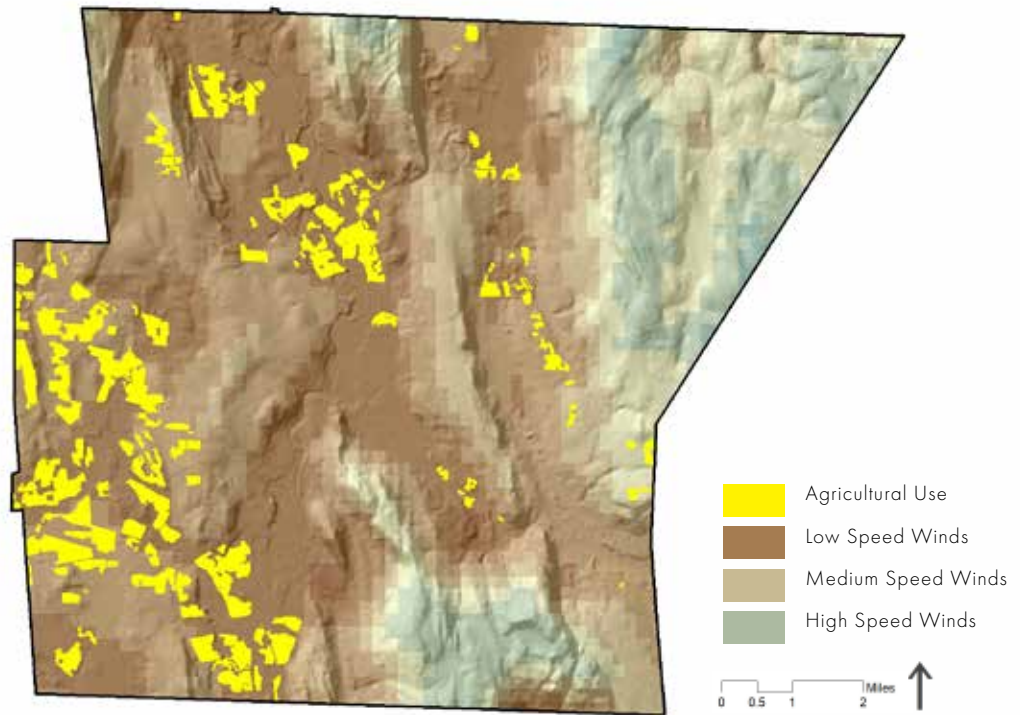 Agricultural Use
Low Speed Winds
Medium Speed Winds
High Speed Winds
Miles
0 0.5 1 2